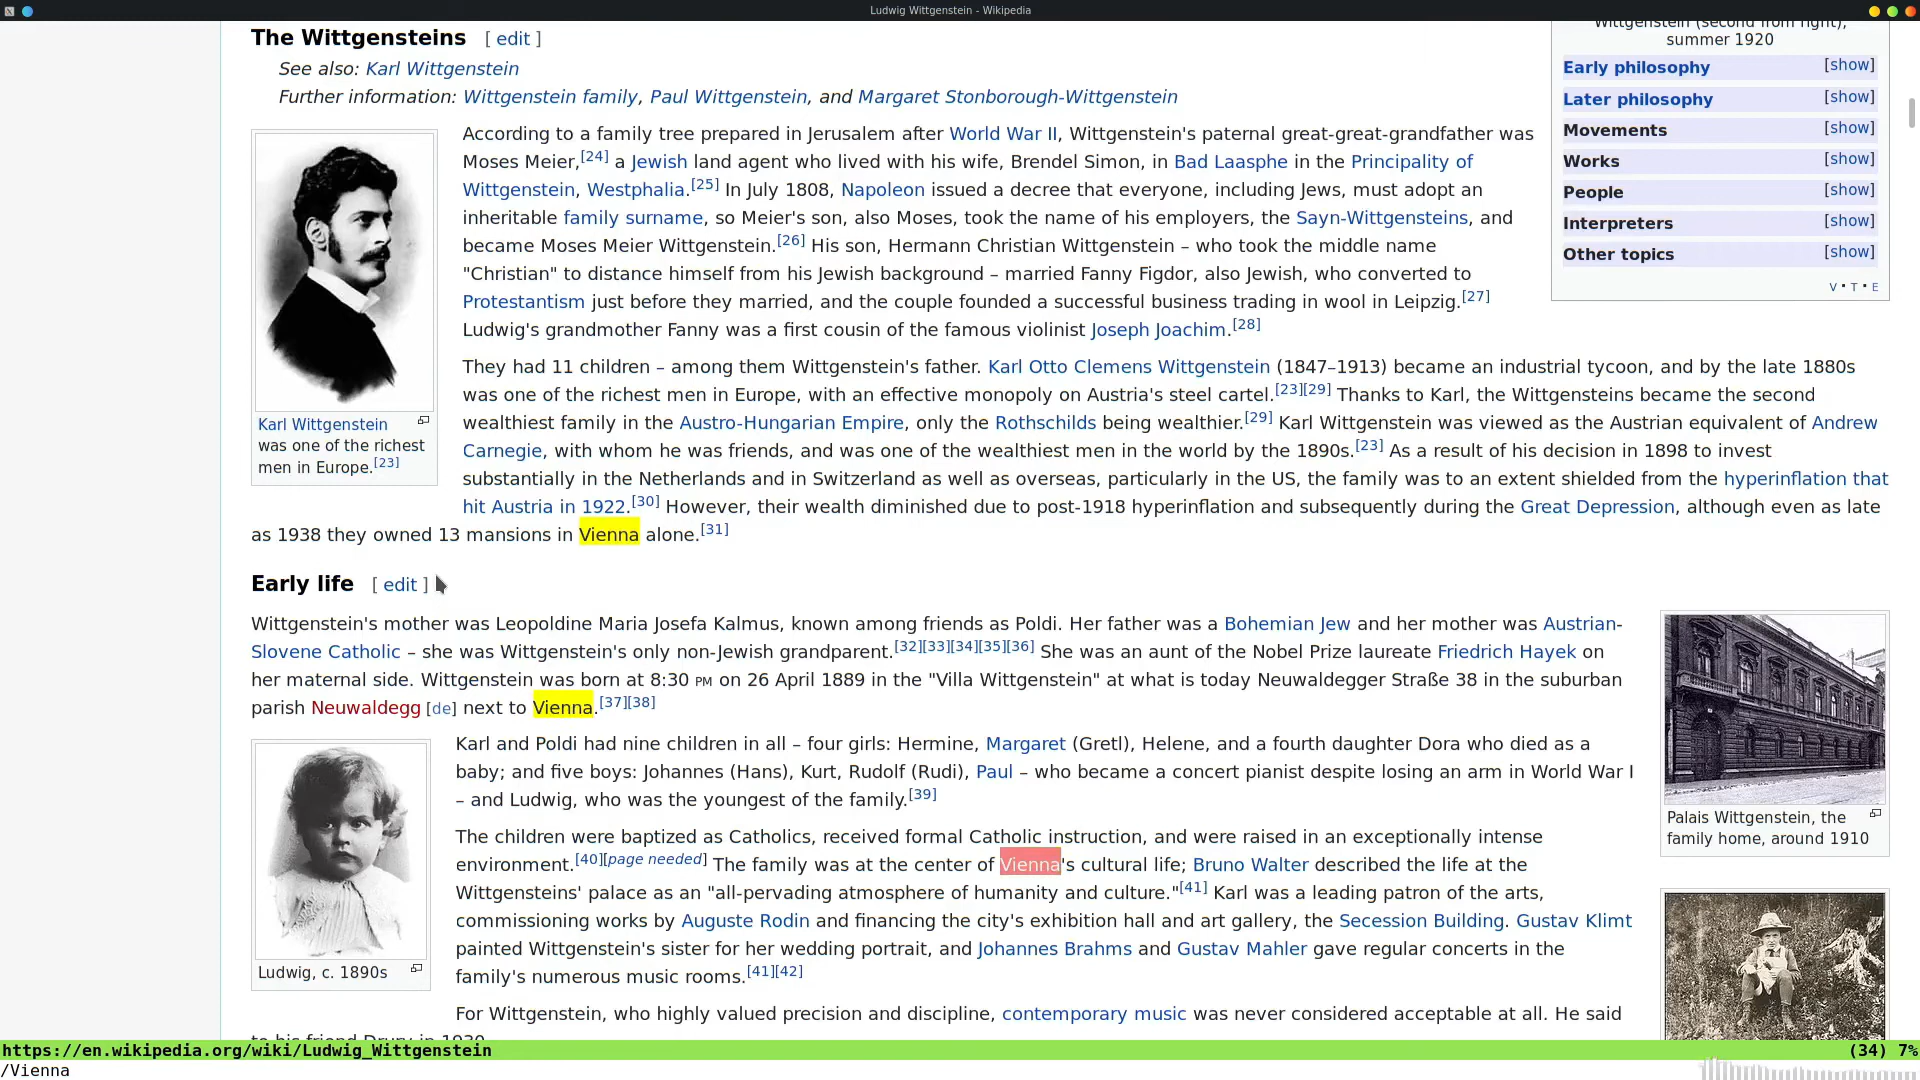 Ludwig Wittgenstein - Wikipedia
The Wittgensteins [ edit ]
See also: Karl Wittgenstein
Further information: Wittgenstein family, Paul Wittgenstein, and Margaret Stonborough-Wittgenstein
According to a family tree prepared in Jerusalem after World War II, Wittgenstein's paternal great-great-grandfather was
Moses Meier,[24] a Jewish land agent who lived with his wife, Brendel Simon, in Bad Laasphe in the Principality of
Wittgenstein, Westphalia.[25] In July 1808, Napoleon issued a decree that everyone, including Jews, must adopt an
inheritable family surname, so Meier's son, also Moses, took the name of his employers, the Sayn-Wittgensteins, and
became Moses Meier Wittgenstein.[26] His son, Hermann Christian Wittgenstein – who took the middle name
"Christian" to distance himself from his Jewish background – married Fanny Figdor, also Jewish, who converted to
Protestantism just before they married, and the couple founded a successful business trading in wool in Leipzig.[27]
Ludwig's grandmother Fanny was a first cousin of the famous violinist Joseph Joachim.[28]
They had 11 children – among them Wittgenstein's father. Karl Otto Clemens Wittgenstein (1847–1913) became an industrial tycoon, and by the late 1880s
was one of the richest men in Europe, with an effective monopoly on Austria's steel cartel.[23][29] Thanks to Karl, the Wittgensteins became the second
wealthiest family in the Austro-Hungarian Empire, only the Rothschilds being wealthier.[29] Karl Wittgenstein was viewed as the Austrian equivalent of Andrew
Carnegie, with whom he was friends, and was one of the wealthiest men in the world by the 1890s.[23] As a result of his decision in 1898 to invest
substantially in the Netherlands and in Switzerland as well as overseas, particularly in the US, the family was to an extent shielded from the hyperinflation that
hit Austria in 1922.[30] However, their wealth diminished due to post-1918 hyperinflation and subsequently during the Great Depression, although even as late
as 1938 they owned 13 mansions in Vienna alone.[31]
Karl Wittgenstein
was one of the richest
men in Europe.[23]
Wittgenstein (second from right),
summer 1920
Early philosophy [show]
Later philosophy [show]
Movements [show]
Works [show]
People [show]
Interpreters [show]
Other topics [show]
V · T · E
Early life [ edit ]
Wittgenstein's mother was Leopoldine Maria Josefa Kalmus, known among friends as Poldi. Her father was a Bohemian Jew and her mother was Austrian-
Slovene Catholic – she was Wittgenstein's only non-Jewish grandparent.[32][33][34][35][36] She was an aunt of the Nobel Prize laureate Friedrich Hayek on
her maternal side. Wittgenstein was born at 8:30 PM on 26 April 1889 in the "Villa Wittgenstein" at what is today Neuwaldegger Straße 38 in the suburban
parish Neuwaldegg [de] next to Vienna.[37][38]
Karl and Poldi had nine children in all – four girls: Hermine, Margaret (Gretl), Helene, and a fourth daughter Dora who died as a
baby; and five boys: Johannes (Hans), Kurt, Rudolf (Rudi), Paul – who became a concert pianist despite losing an arm in World War I
– and Ludwig, who was the youngest of the family.[39]
The children were baptized as Catholics, received formal Catholic instruction, and were raised in an exceptionally intense
environment.[40][page needed] The family was at the center of Vienna's cultural life; Bruno Walter described the life at the
Wittgensteins' palace as an "all-pervading atmosphere of humanity and culture."[41] Karl was a leading patron of the arts,
commissioning works by Auguste Rodin and financing the city's exhibition hall and art gallery, the Secession Building. Gustav Klimt
painted Wittgenstein's sister for her wedding portrait, and Johannes Brahms and Gustav Mahler gave regular concerts in the
family's numerous music rooms.[41][42]
For Wittgenstein, who highly valued precision and discipline, contemporary music was never considered acceptable at all. He said
to his friend Drury in 1930
Ludwig, c. 1890s
Palais Wittgenstein, the
family home, around 1910
https://en.wikipedia.org/wiki/Ludwig_Wittgenstein (34) 7%
/Vienna